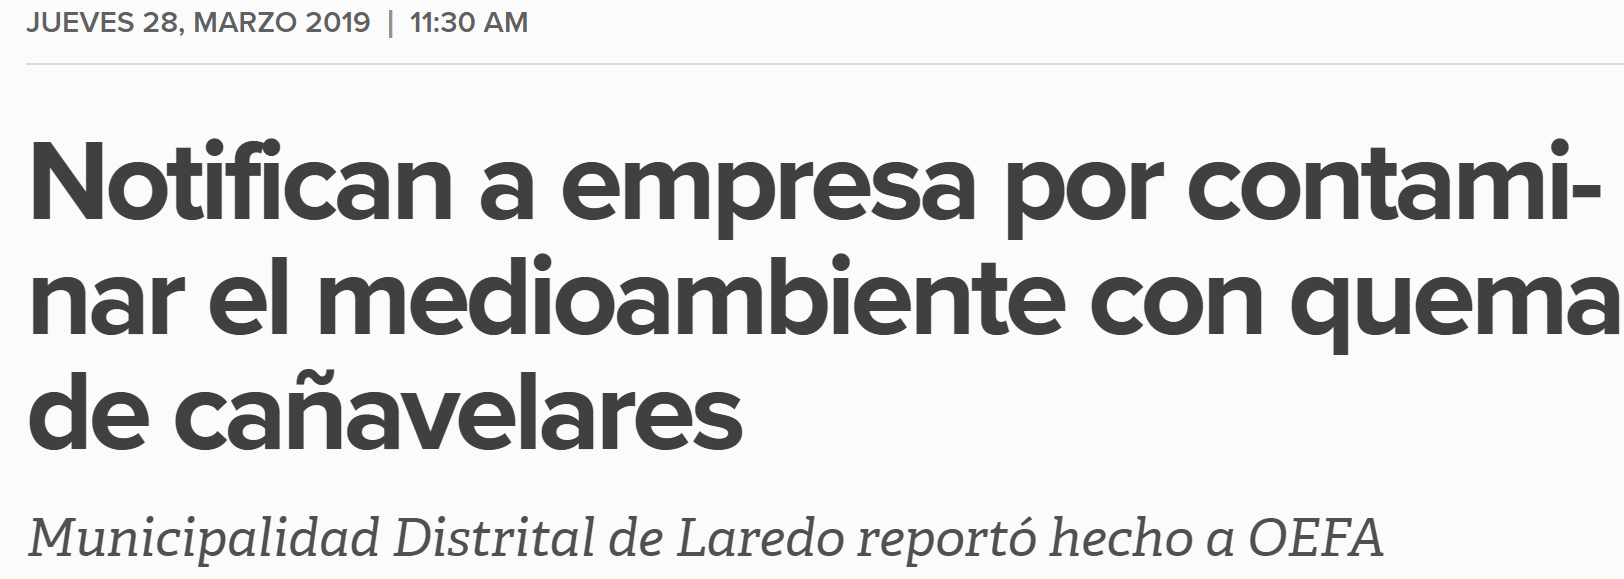 JUEVES 28, MARZO 2019 | 11:30 AM
Notifican a empresa por contami-
nar el medioambiente con quema
de cañavelares
Municipalidad Distrital de Laredo reportó hecho a OEFA